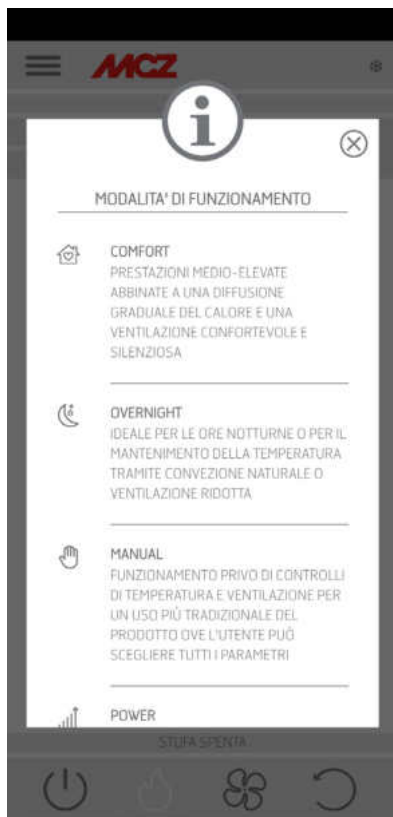 MCZ
i
MODALITA' DI FUNZIONAMENTO
COMFORT
PRESTAZIONI MEDIO-ELEVATE
ABBINATE A UNA DIFFUSIONE
GRADUALE DEL CALORE E UNA
VENTILAZIONE CONFORTEVOLE E
SILENZIOSA
OVERNIGHT
IDEALE PER LE ORE NOTTURNE O PER IL
MANTENIMENTO DELLA TEMPERATURA
TRAMITE CONVEZIONE NATURALE O
VENTILAZIONE RIDOTTA
MANUAL
FUNZIONAMENTO PRIVO DI CONTROLLI
DI TEMPERATURA E VENTILAZIONE PER
UN USO PIÙ TRADIZIONALE DEL
PRODOTTO OVE L'UTENTE PUÒ
SCEGLIERE TUTTI I PARAMETRI
POWER
STUFA SPENTA